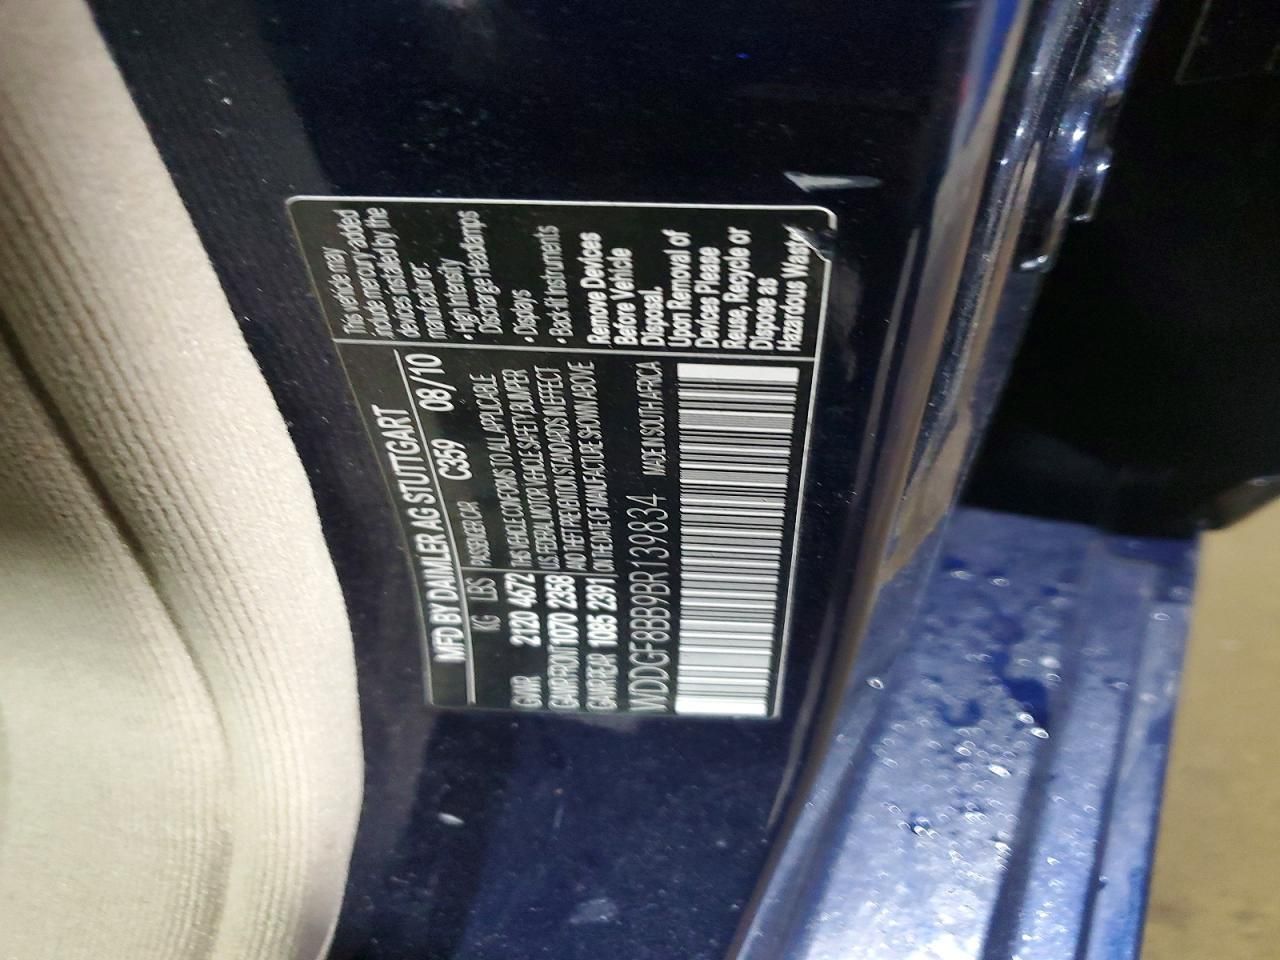 MFD BY DAIMLER AG STUTTGART
KG LBS PASSENGER CAR C359 08/10
GVWR 2120 4672
GAWR FRONT 1070 2358
GAWR REAR 1085 2391
THIS VEHICLE CONFORMS TO ALL APPLICABLE
U.S. FEDERAL MOTOR VEHICLE SAFETY BUMPER
AND THEFT PREVENTION STANDARDS IN EFFECT
ON THE DATE OF MANUFACTURE SHOWN ABOVE
WDDGF8BB9BR139834 MADE IN SOUTH AFRICA
This vehicle may
include mercury-added
devices installed by the
manufacturer:
• High Intensity
Discharge Headlamps
• Displays
• Back lit Instruments
Remove Devices
Before Vehicle
Disposal.
Upon Removal of
Devices Please
Reuse, Recycle or
Dispose as
Hazardous Waste